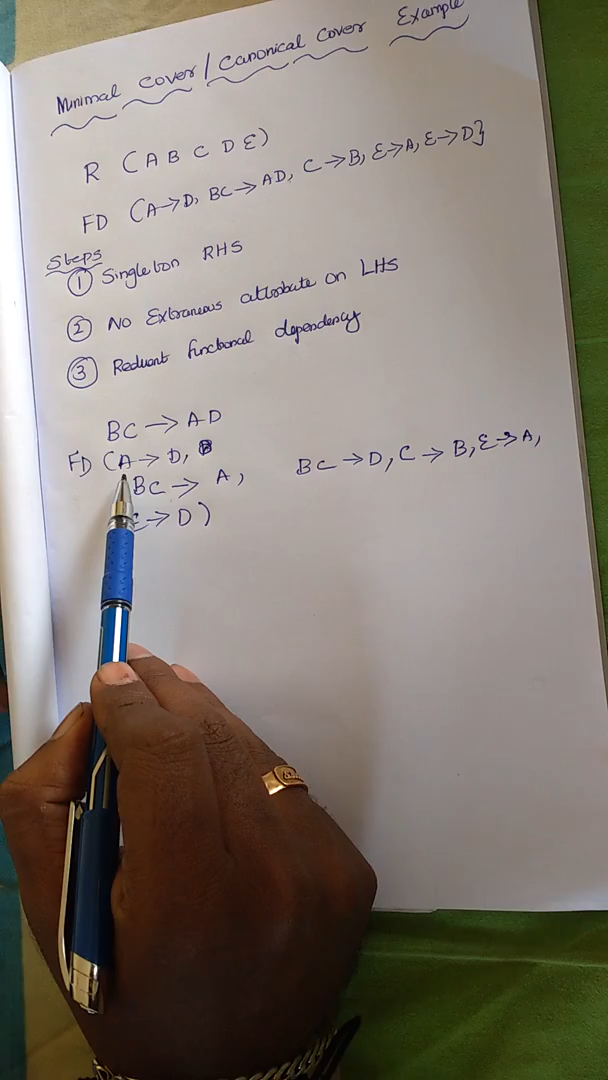 Minimal Cover / Canonical Cover Example
R ( A B C D E )
FD ( A → D, BC → AD, C → B, E → A, E → D }
Steps
① Singleton RHS
② No Extraneous attribute on LHS
③ Reduant functional dependency
BC → AD
FD ( A → D,
BC → A, BC → D, C → B, E → A,
→ D )